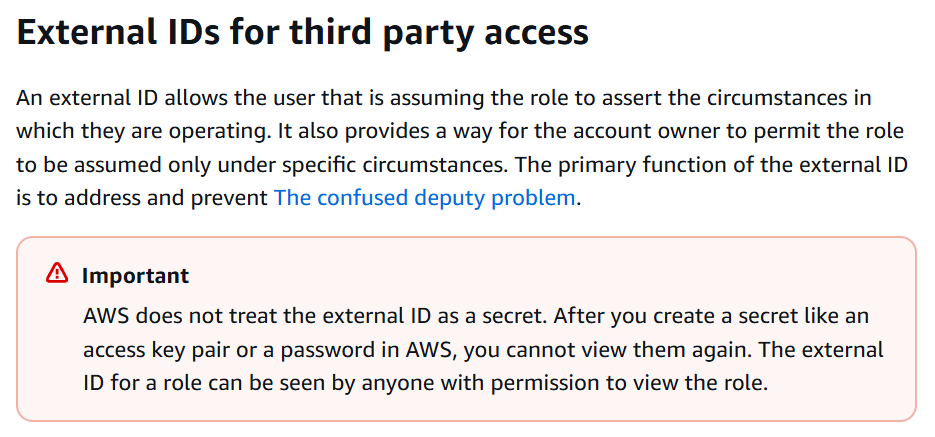 External IDs for third party access
An external ID allows the user that is assuming the role to assert the circumstances in
which they are operating. It also provides a way for the account owner to permit the role
to be assumed only under specific circumstances. The primary function of the external ID
is to address and prevent The confused deputy problem.
Important
AWS does not treat the external ID as a secret. After you create a secret like an
access key pair or a password in AWS, you cannot view them again. The external
ID for a role can be seen by anyone with permission to view the role.